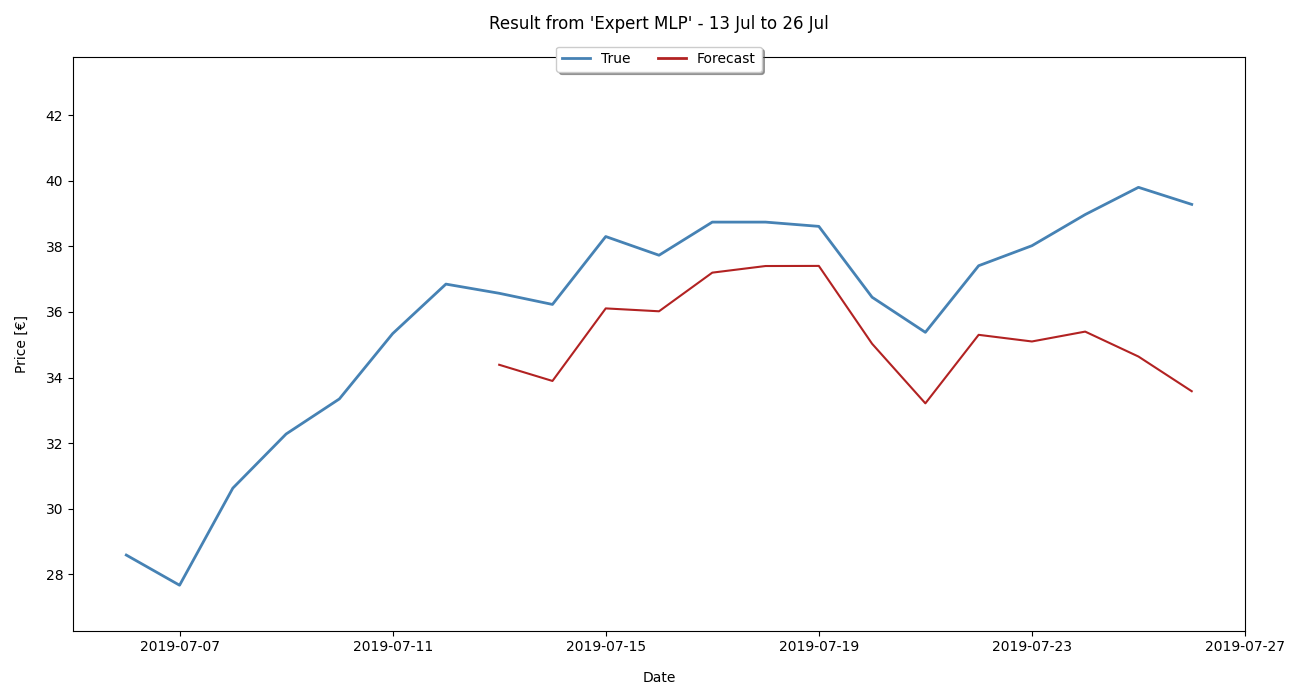 Result from 'Expert MLP' - 13 Jul to 26 Jul
True Forecast
42
40
38
36
34
32
30
28
Price [€]
2019-07-07 2019-07-11 2019-07-15 2019-07-19 2019-07-23 2019-07-27
Date